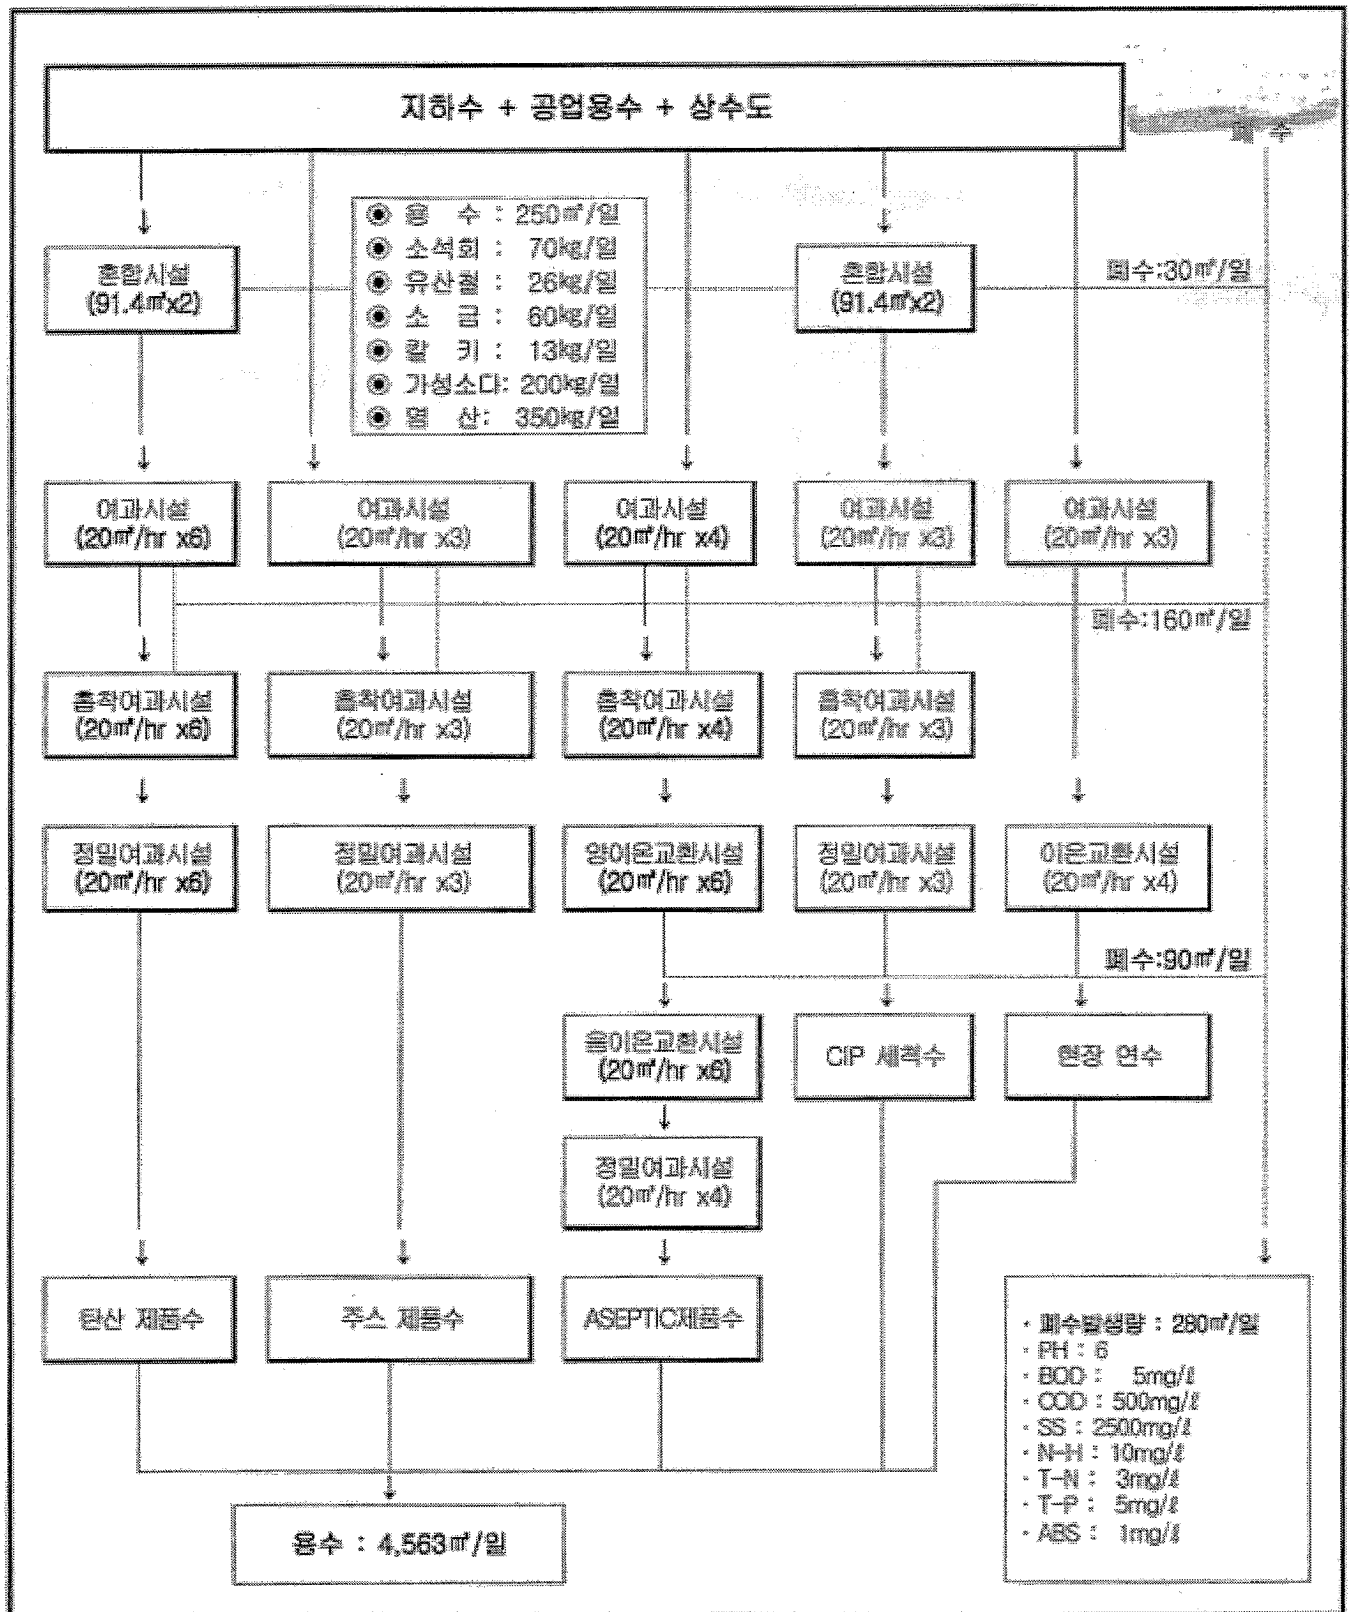 지하수 + 공업용수 + 상수도
폐 수
◉ 용 수 : 250㎥/일
◉ 소석회 : 70kg/일
◉ 유산철 : 26kg/일
◉ 소 금 : 60kg/일
◉ 칼 키 : 13kg/일
◉ 가성소다: 200kg/일
◉ 염 산: 350kg/일
혼합시설
(91.4㎥x2)
혼합시설
(91.4㎥x2)
폐수:30㎥/일
여과시설
(20㎥/hr x6)
여과시설
(20㎥/hr x3)
여과시설
(20㎥/hr x4)
여과시설
(20㎥/hr x3)
여과시설
(20㎥/hr x3)
폐수:160㎥/일
흡착여과시설
(20㎥/hr x6)
흡착여과시설
(20㎥/hr x3)
흡착여과시설
(20㎥/hr x4)
흡착여과시설
(20㎥/hr x3)
정밀여과시설
(20㎥/hr x6)
정밀여과시설
(20㎥/hr x3)
양이온교환시설
(20㎥/hr x6)
정밀여과시설
(20㎥/hr x3)
이온교환시설
(20㎥/hr x4)
폐수:90㎥/일
음이온교환시설
(20㎥/hr x6)
CIP 세척수
현장 연수
정밀여과시설
(20㎥/hr x4)
탄산 제품수
주스 제품수
ASEPTIC제품수
· 폐수발생량 : 280㎥/일
· PH : 6
· BOD : 5mg/ℓ
· COD : 500mg/ℓ
· SS : 2500mg/ℓ
· N-H : 10mg/ℓ
· T-N : 3mg/ℓ
· T-P : 5mg/ℓ
· ABS : 1mg/ℓ
용수 : 4,563㎥/일